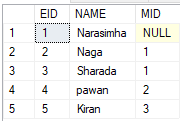 EID NAME MID
1 1 Narasimha NULL
2 2 Naga 1
3 3 Sharada 1
4 4 pawan 2
5 5 Kiran 3